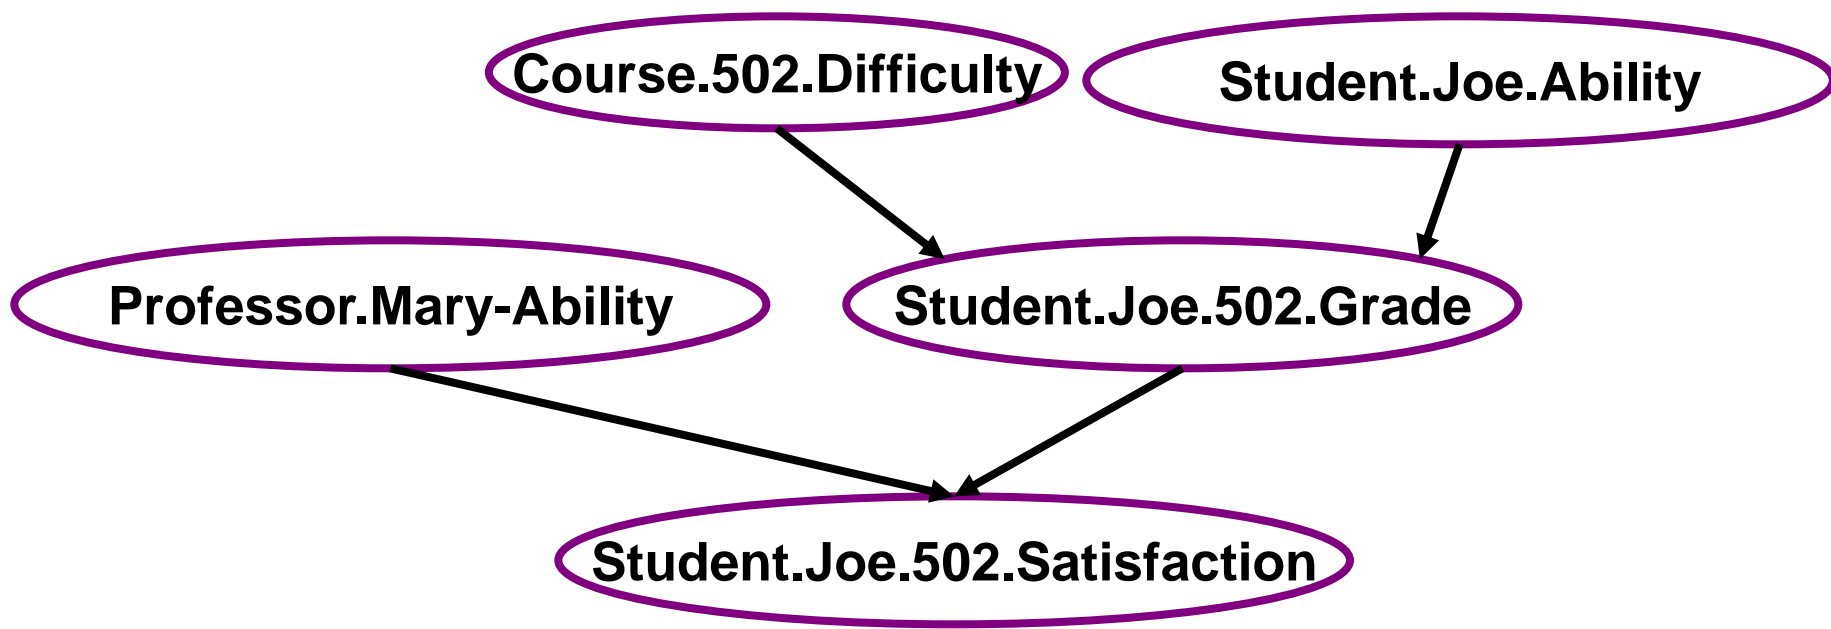 Course.502.Difficulty
Student.Joe.Ability
Professor.Mary-Ability
Student.Joe.502.Grade
Student.Joe.502.Satisfaction